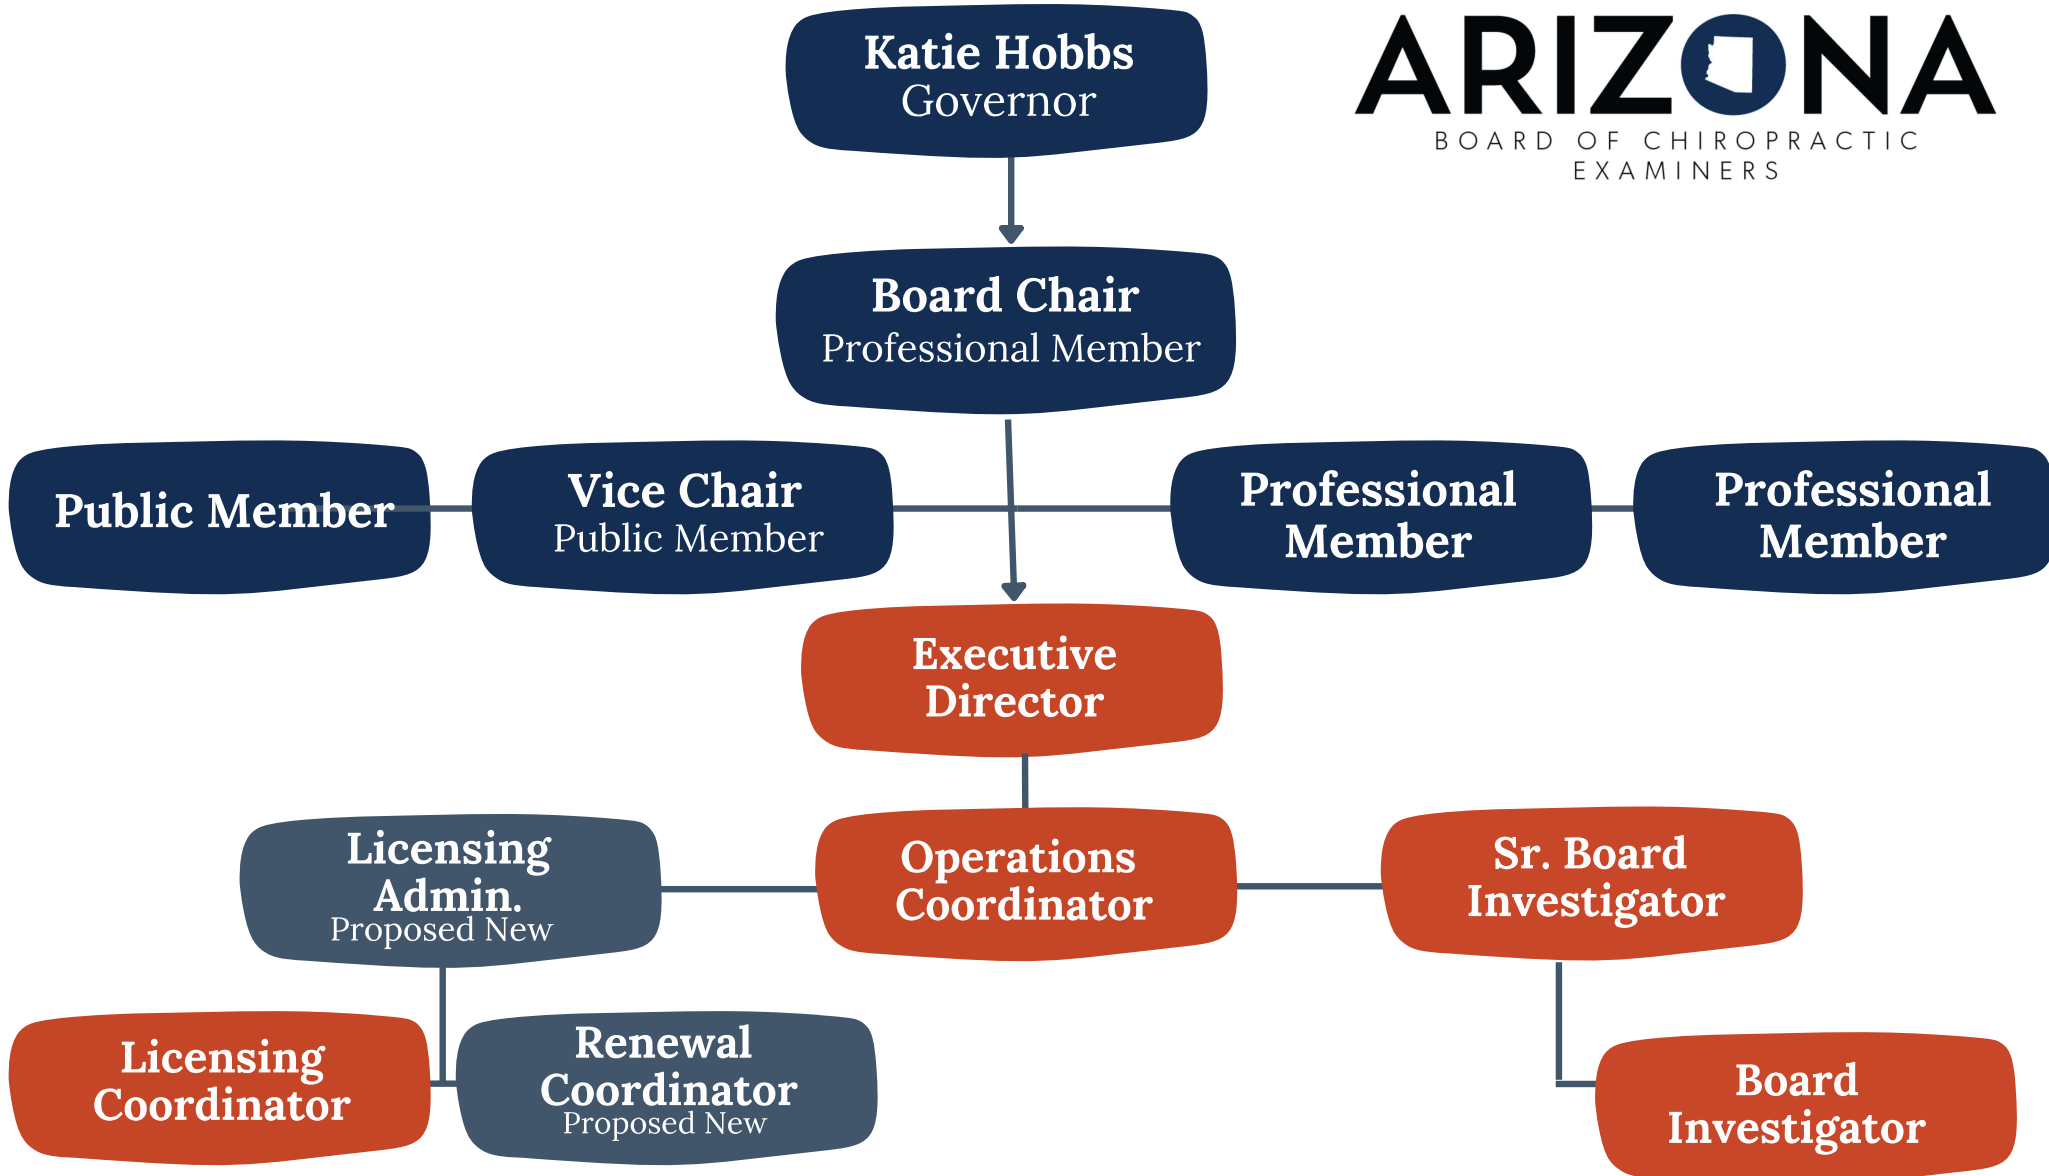 Katie Hobbs
Governor
ARIZONA
BOARD OF CHIROPRACTIC
EXAMINERS
Board Chair
Professional Member
Public Member
Vice Chair
Public Member
Professional
Member
Professional
Member
Executive
Director
Licensing
Admin.
Proposed New
Operations
Coordinator
Sr. Board
Investigator
Licensing
Coordinator
Renewal
Coordinator
Proposed New
Board
Investigator